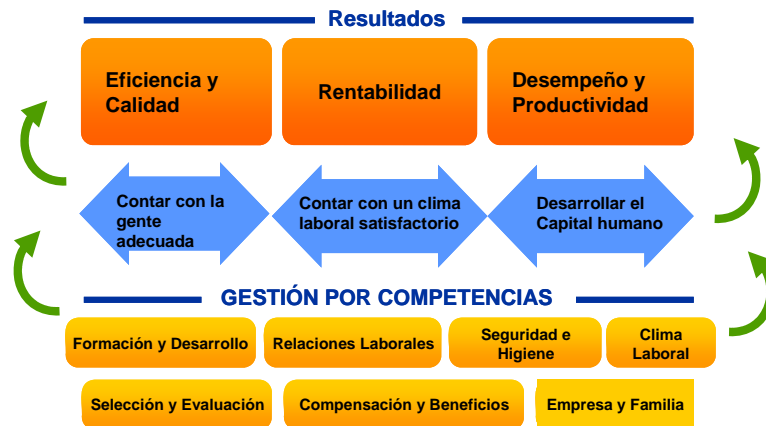 Resultados
Eficiencia y
Calidad
Rentabilidad
Desempeño y
Productividad
Contar con la
gente
adecuada
Contar con un clima
laboral satisfactorio
Desarrollar el
Capital humano
GESTIÓN POR COMPETENCIAS
Formación y Desarrollo
Relaciones Laborales
Seguridad e
Higiene
Clima
Laboral
Selección y Evaluación
Compensación y Beneficios
Empresa y Familia